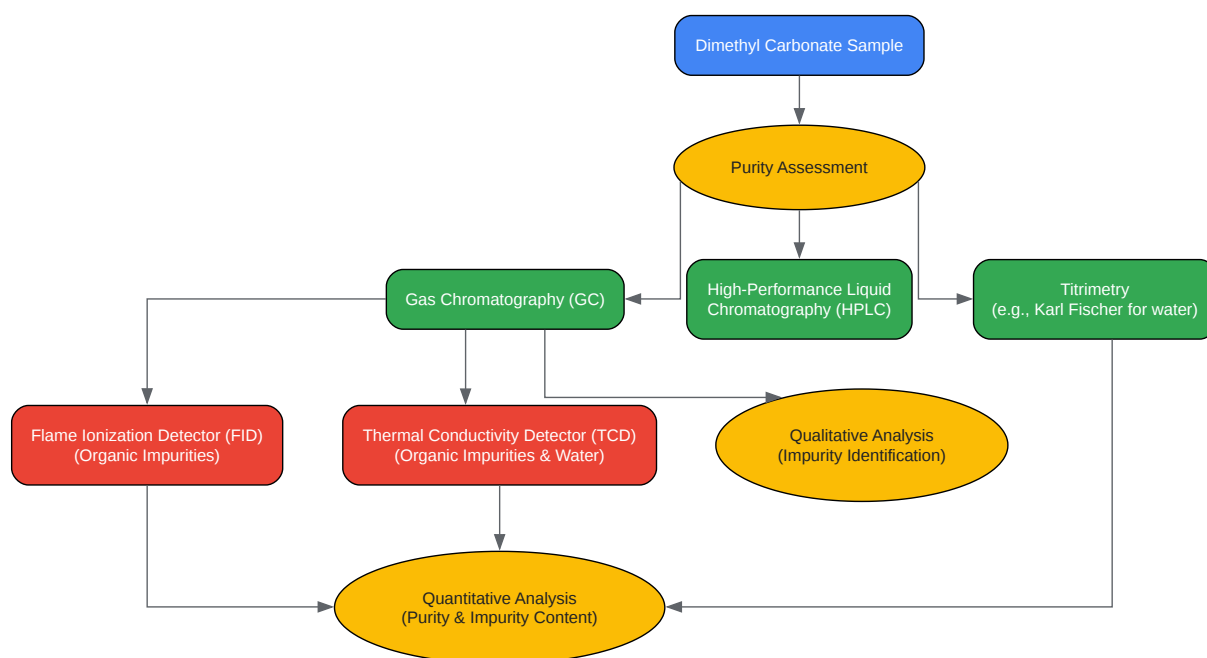 Dimethyl Carbonate Sample
Purity Assessment
Gas Chromatography (GC)
High-Performance Liquid
Chromatography (HPLC)
Titrimetry
(e.g., Karl Fischer for water)
Flame Ionization Detector (FID)
(Organic Impurities)
Thermal Conductivity Detector (TCD)
(Organic Impurities & Water)
Qualitative Analysis
(Impurity Identification)
Quantitative Analysis
(Purity & Impurity Content)